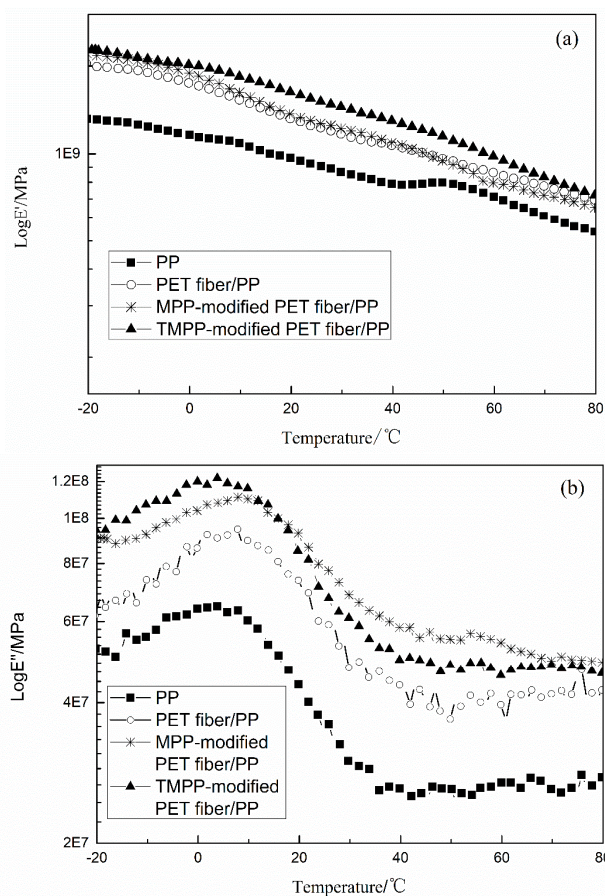 (a)
LogE'/MPa
1E9
PP
PET fiber/PP
MPP-modified PET fiber/PP
TMPP-modified PET fiber/PP
-20 0 20 40 60 80
Temperature/℃
(b)
LogE"/MPa
1.2E8
1E8
8E7
6E7
4E7
2E7
PP
PET fiber/PP
MPP-modified
PET fiber/PP
TMPP-modified
PET fiber/PP
-20 0 20 40 60 80
Temperature/℃